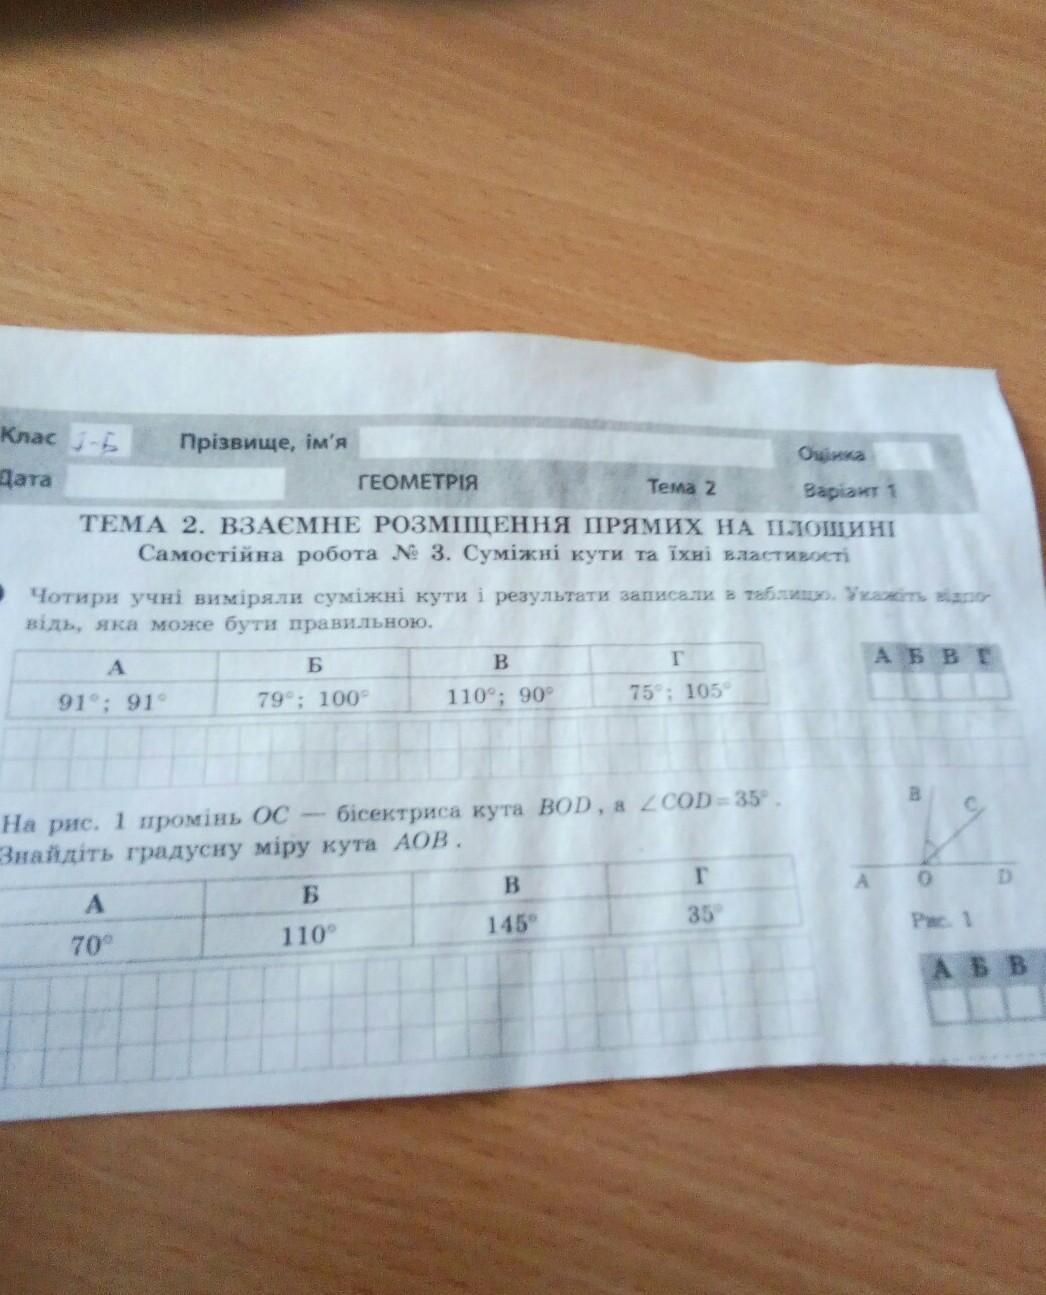 Клас
Прізвище, ім'я
Оцінка
Дата
ГЕОМЕТРІЯ
Тема 2
Варіант 1
ТЕМА 2. ВЗАЄМНЕ РОЗМІЩЕННЯ ПРЯМИХ НА ПЛОЩИНІ
Самостійна робота № 3. Суміжні кути та їхні властивості
Чотири учні виміряли суміжні кути і результати записали в таблицю. Укажіть відпо-
відь, яка може бути правильною.
А Б В Г
91°; 91° 79°; 100° 110°; 90° 75°; 105°
А Б В Г
На рис. 1 промінь OC — бісектриса кута BOD, а ∠COD=35°.
Знайдіть градусну міру кута AOB.
А Б В Г
70° 110° 145° 35°
B C
A O D
Рис. 1
А Б В